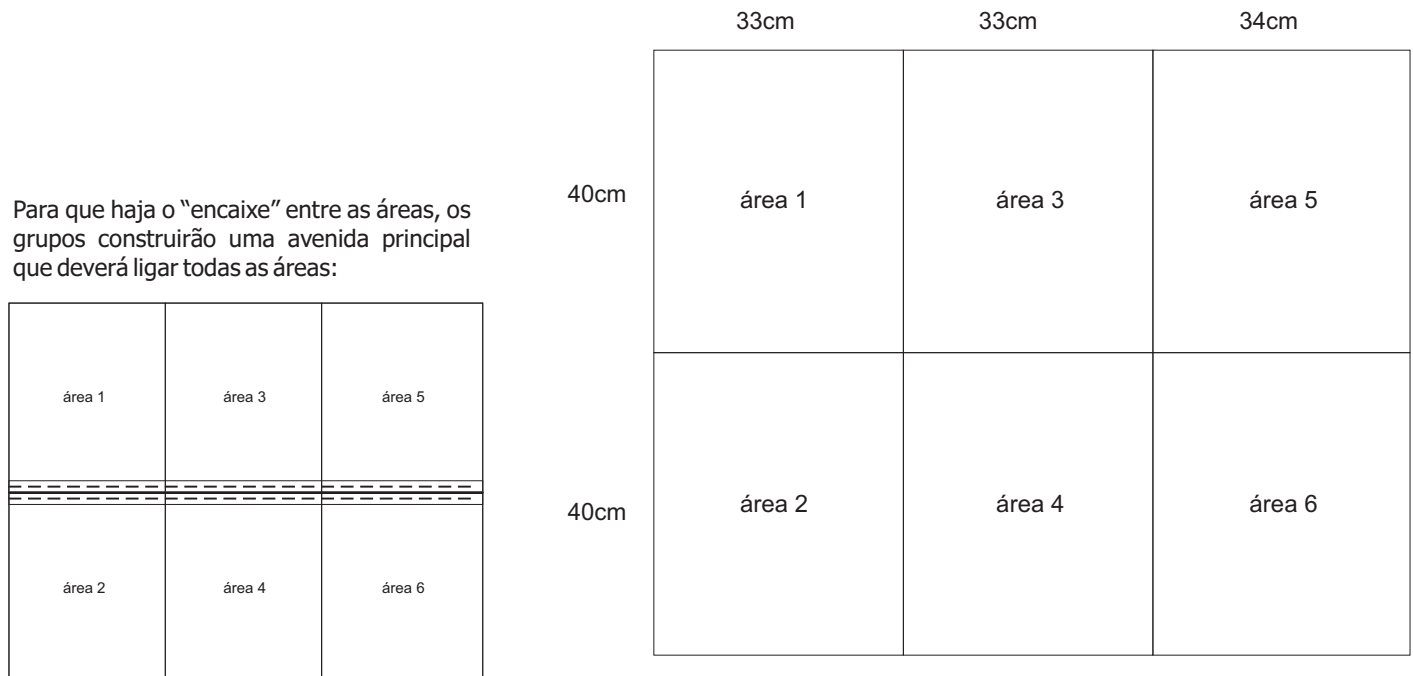 Para que haja o “encaixe” entre as áreas, os
grupos construirão uma avenida principal
que deverá ligar todas as áreas:
área 1 área 3 área 5
área 2 área 4 área 6
33cm 33cm 34cm
40cm área 1 área 3 área 5
40cm área 2 área 4 área 6